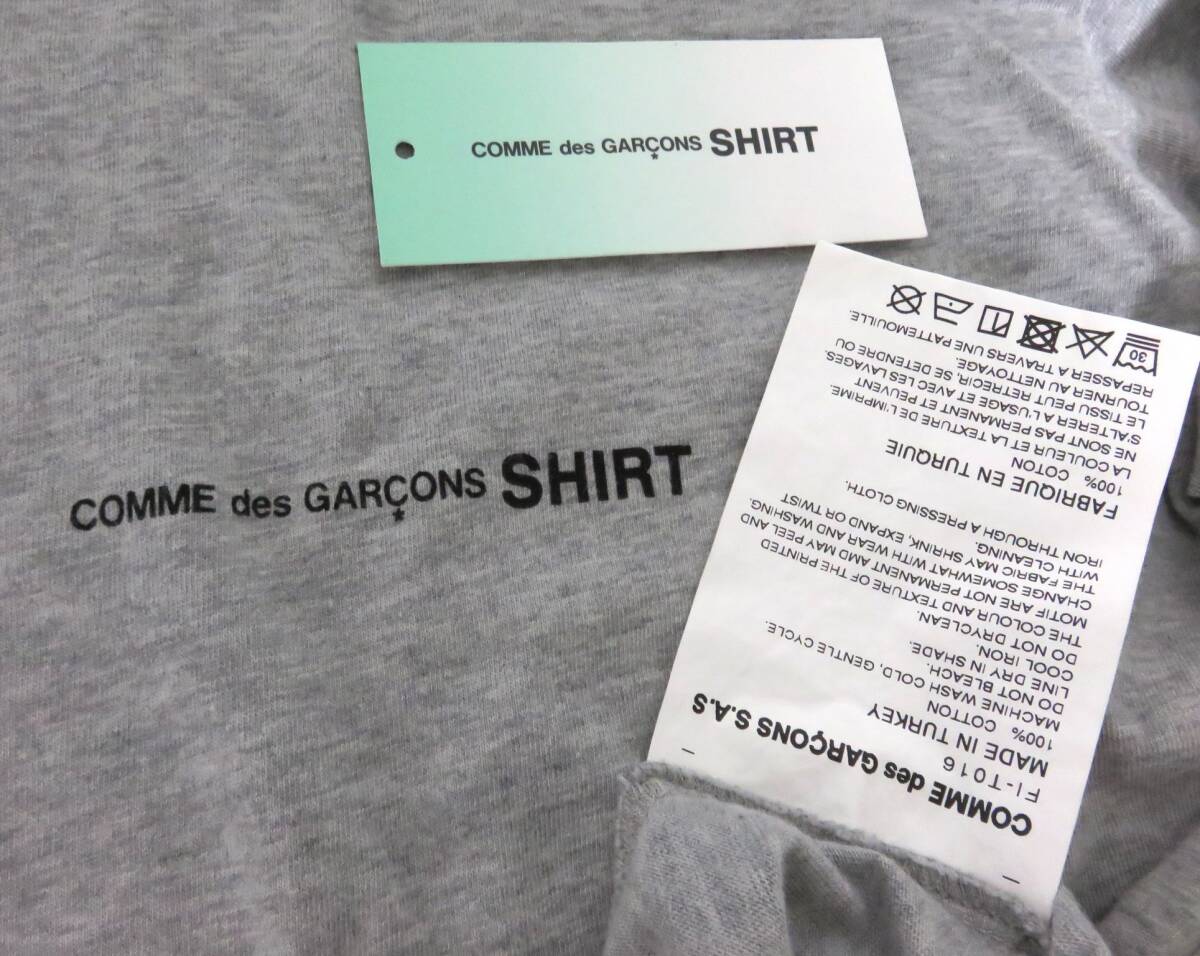 COMME des GARÇONS SHIRT
COMME des GARÇONS SHIRT
COMME des GARÇONS S.A.S
FI-T016
MADE IN TURKEY
100% COTTON
MACHINE WASH COLD, GENTLE CYCLE.
DO NOT BLEACH.
LINE DRY IN SHADE.
COOL IRON.
DO NOT DRYCLEAN.
THE COLOUR AND TEXTURE OF THE PRINTED
MOTIF ARE NOT PERMANENT AMD MAY PEEL AND
CHANGE SOMEWHAT WITH WEAR AND WASHING.
THE FABRIC MAY SHRINK, EXPAND OR TWIST
WITH CLEANING.
IRON THROUGH A PRESSING CLOTH.
FABRIQUE EN TURQUIE
100% COTON
LA COULEUR ET LA TEXTURE DE L'IMPRIME
NE SONT PAS PERMANENT ET PEUVENT
S'ALTERER A L'USAGE ET AVEC LES LAVAGES.
LE TISSU PEUT RETRECIR, SE DETENDRE OU
TOURNER AU NETTOYAGE.
REPASSER A TRAVERS UNE PATTEMOUILLE.
30